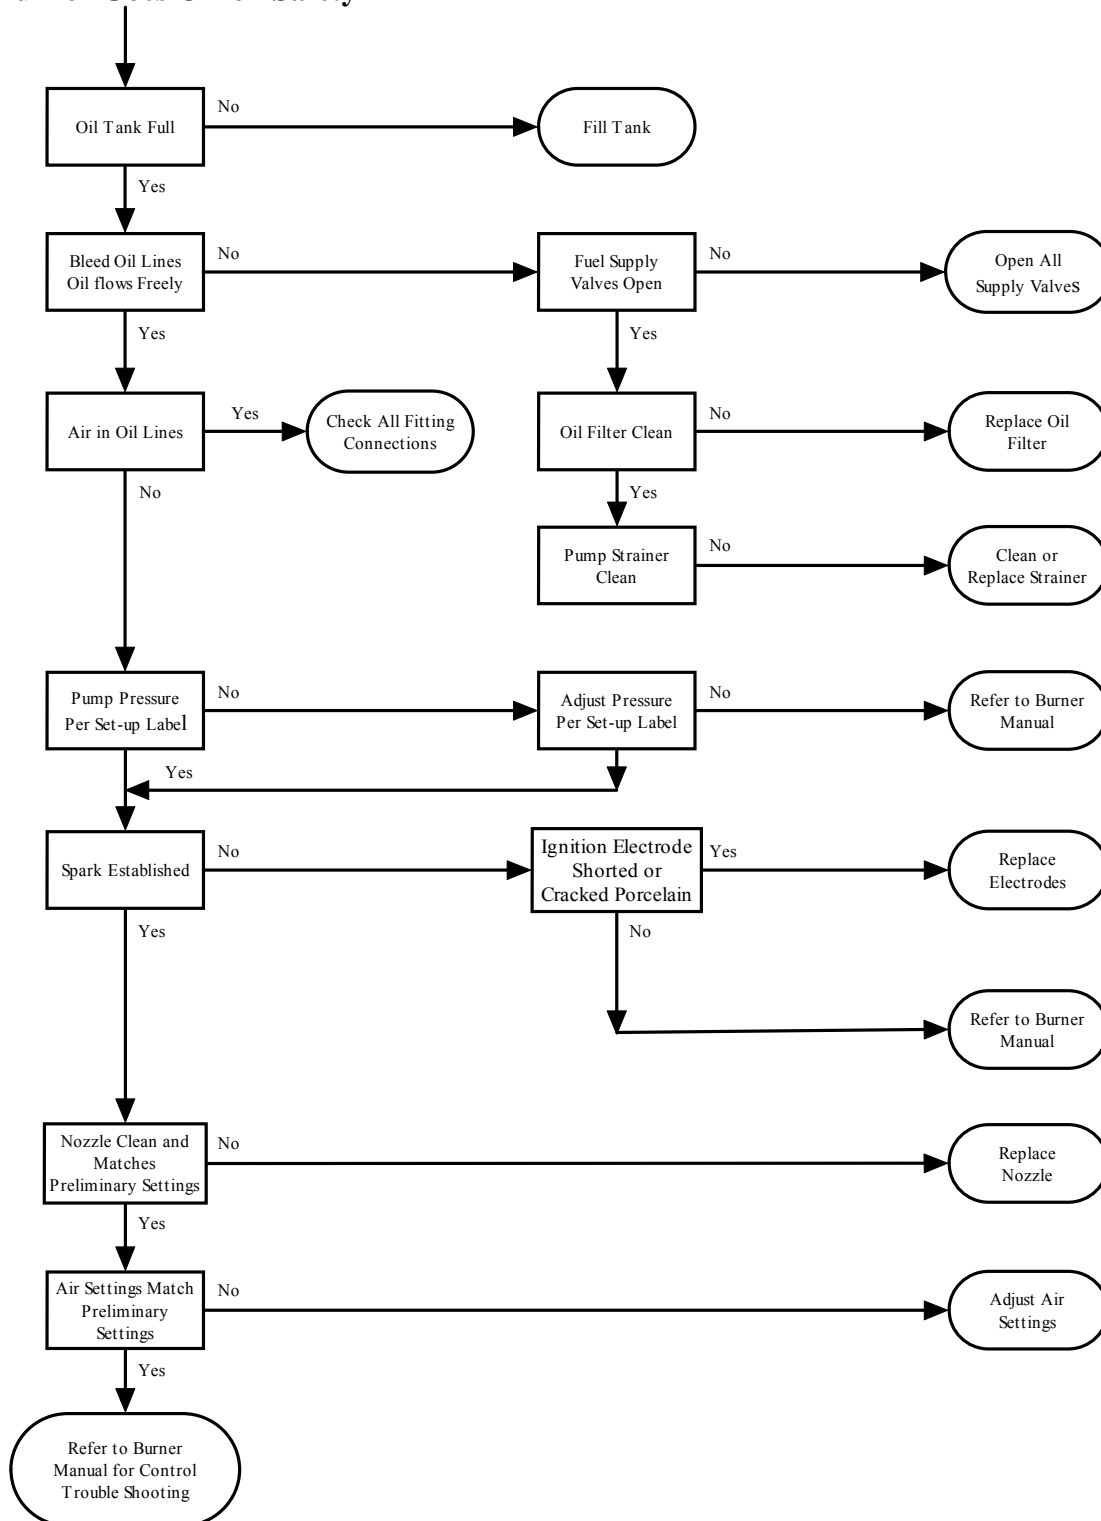 Oil Tank Full
No
Fill Tank
Yes
Bleed Oil Lines
Oil flows Freely
No
Fuel Supply
Valves Open
No
Open All
Supply Valves
Yes
Yes
Air in Oil Lines
Yes
Check All Fitting
Connections
Oil Filter Clean
No
Replace Oil
Filter
No
Yes
Pump Strainer
Clean
No
Clean or
Replace Strainer
Pump Pressure
Per Set-up Label
No
Adjust Pressure
Per Set-up Label
No
Refer to Burner
Manual
Yes
Spark Established
No
Ignition Electrode
Shorted or
Cracked Porcelain
Yes
Replace
Electrodes
Yes
No
Refer to Burner
Manual
Nozzle Clean and
Matches
Preliminary Settings
No
Replace
Nozzle
Yes
Air Settings Match
Preliminary
Settings
No
Adjust Air
Settings
Yes
Refer to Burner
Manual for Control
Trouble Shooting